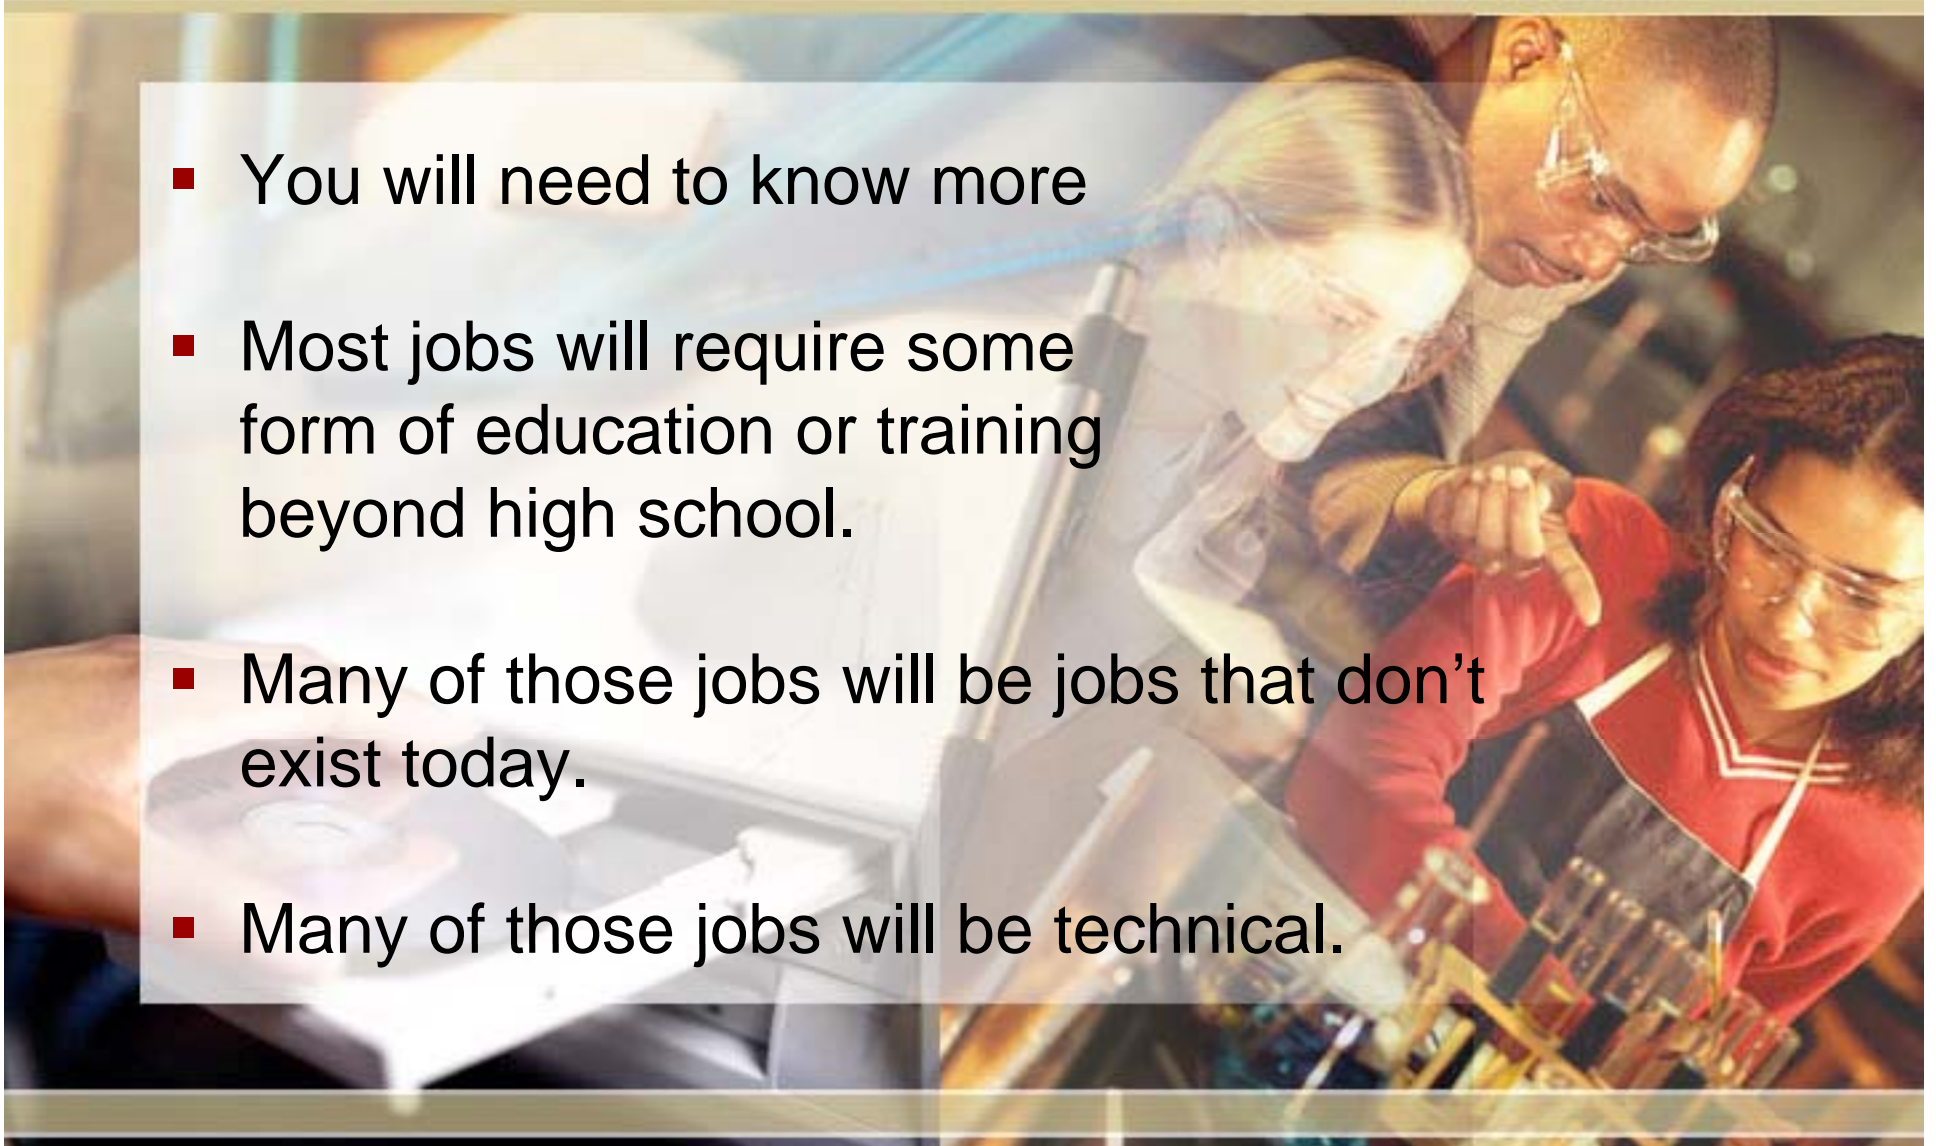 ▪ You will need to know more
▪ Most jobs will require some
form of education or training
beyond high school.
▪ Many of those jobs will be jobs that don’t
exist today.
▪ Many of those jobs will be technical.